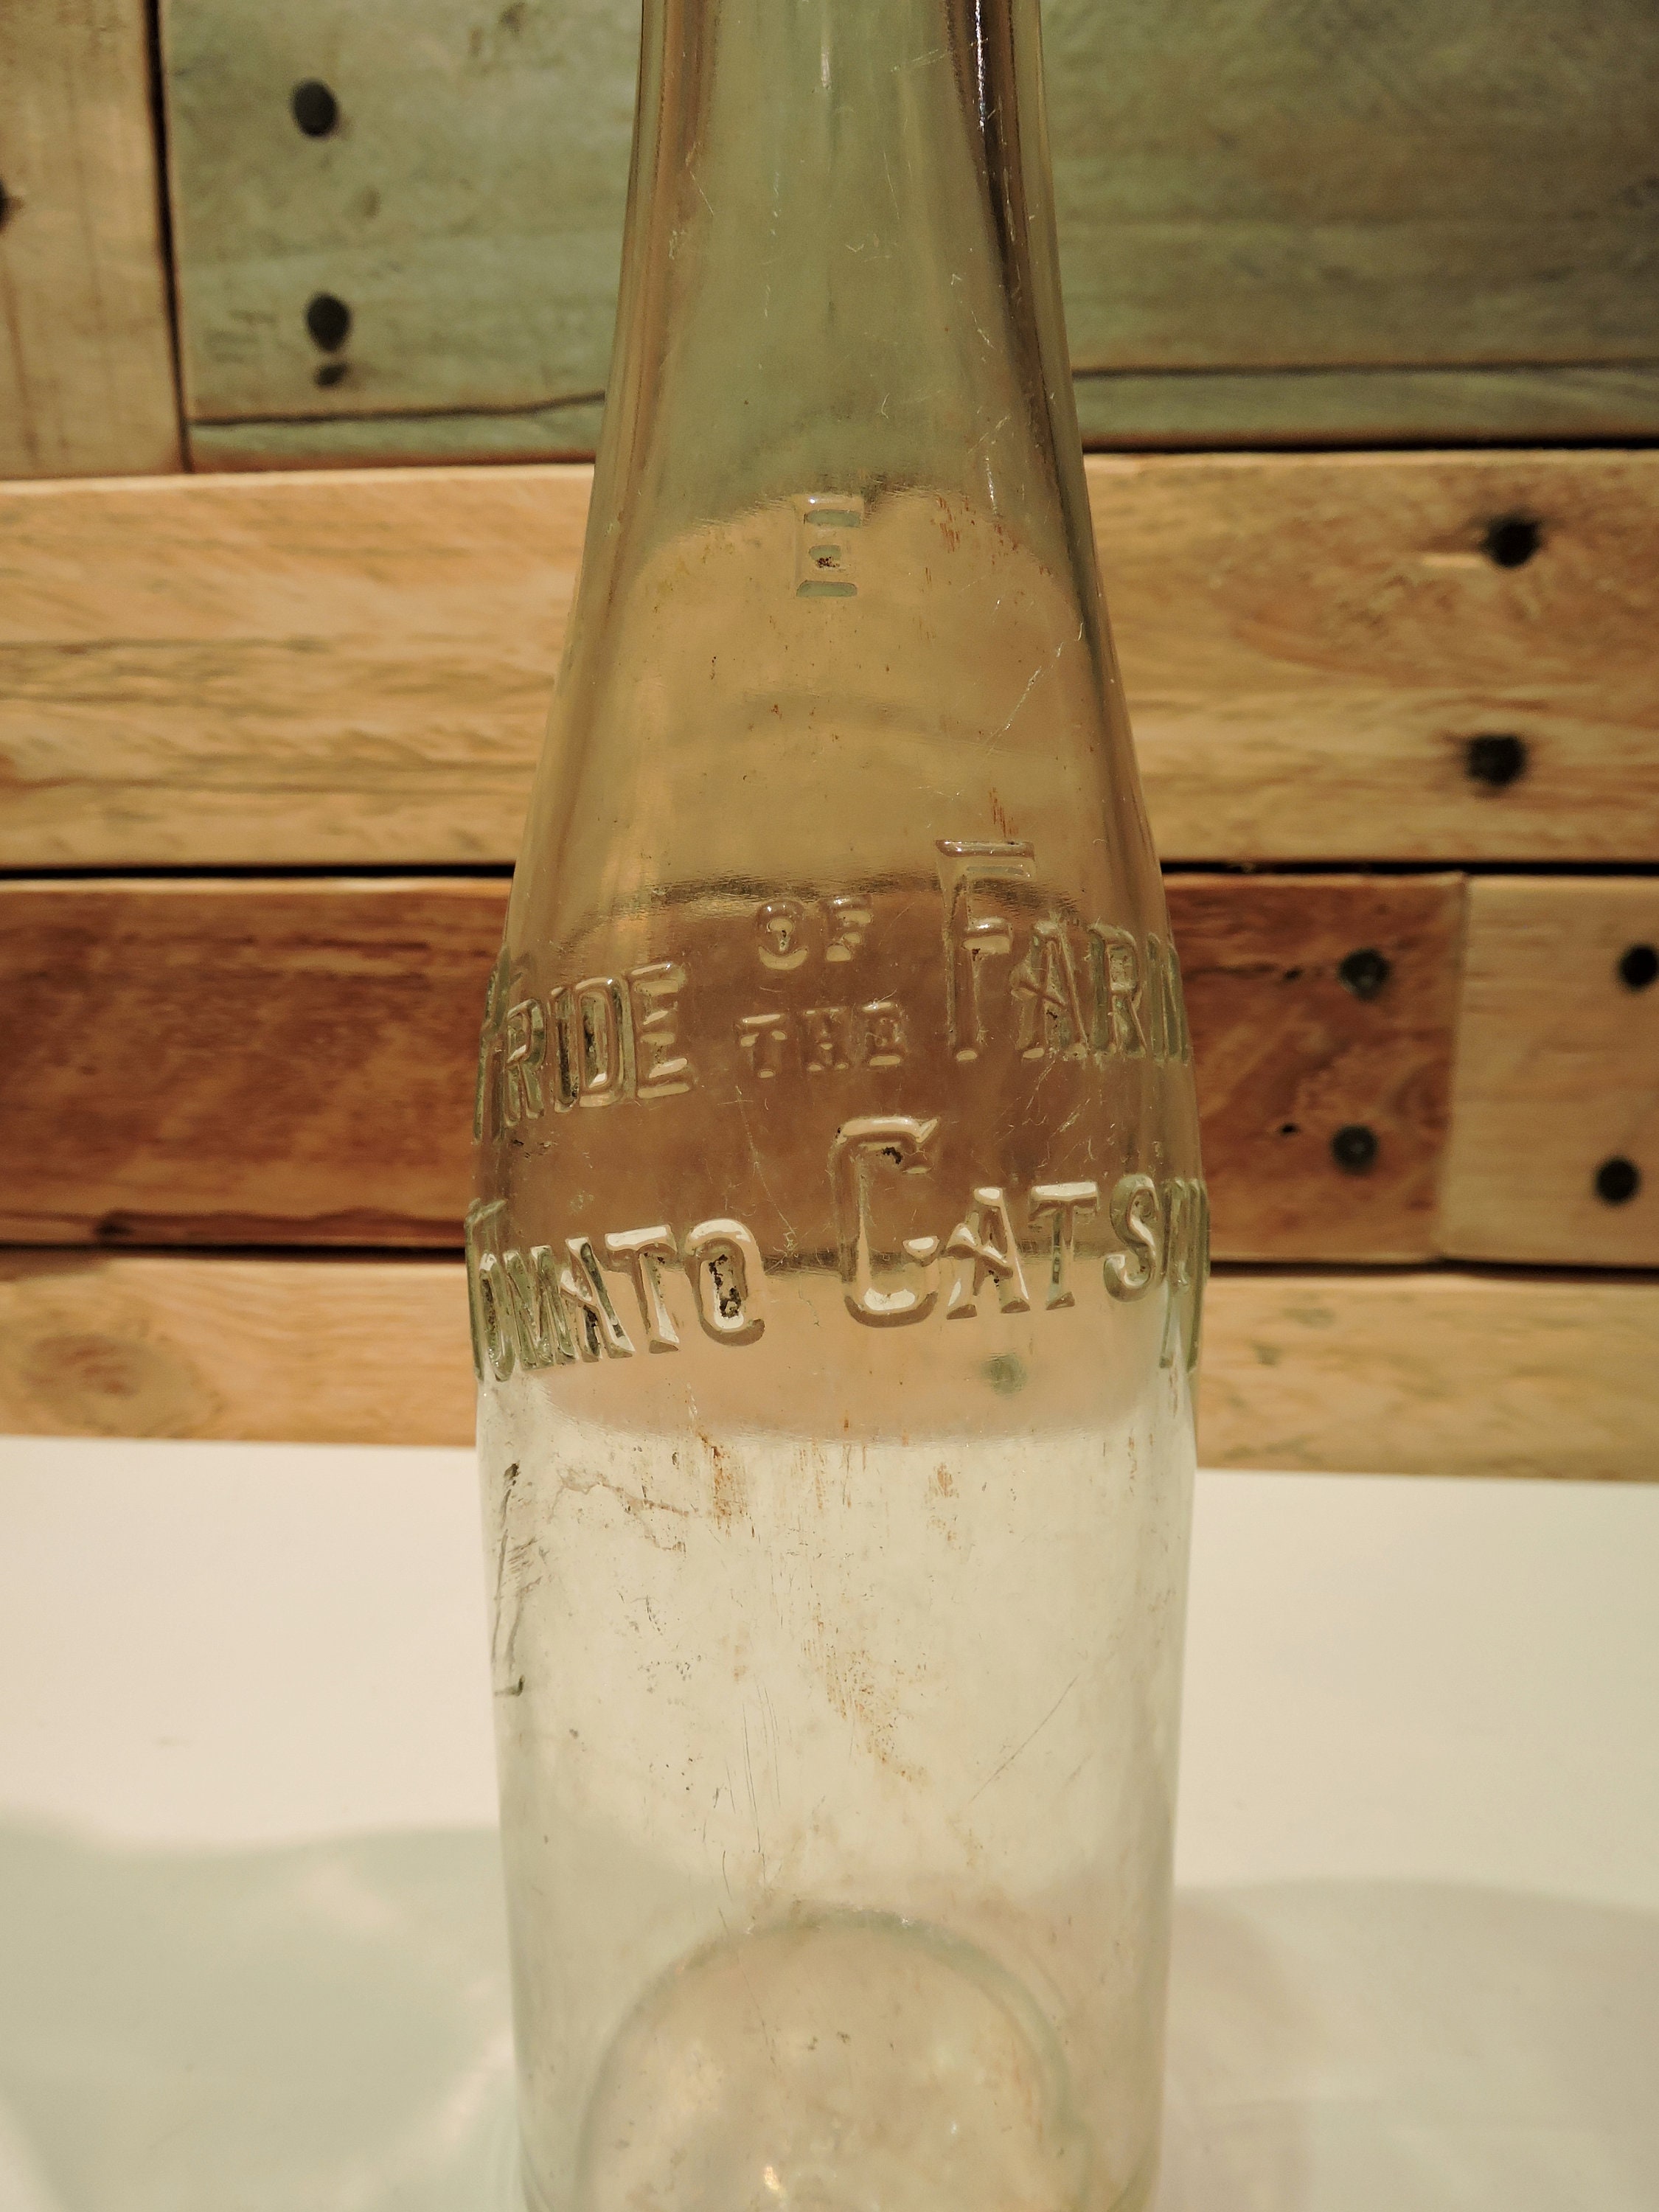 E
PRIDE OF THE FARM
TOMATO CATSUP